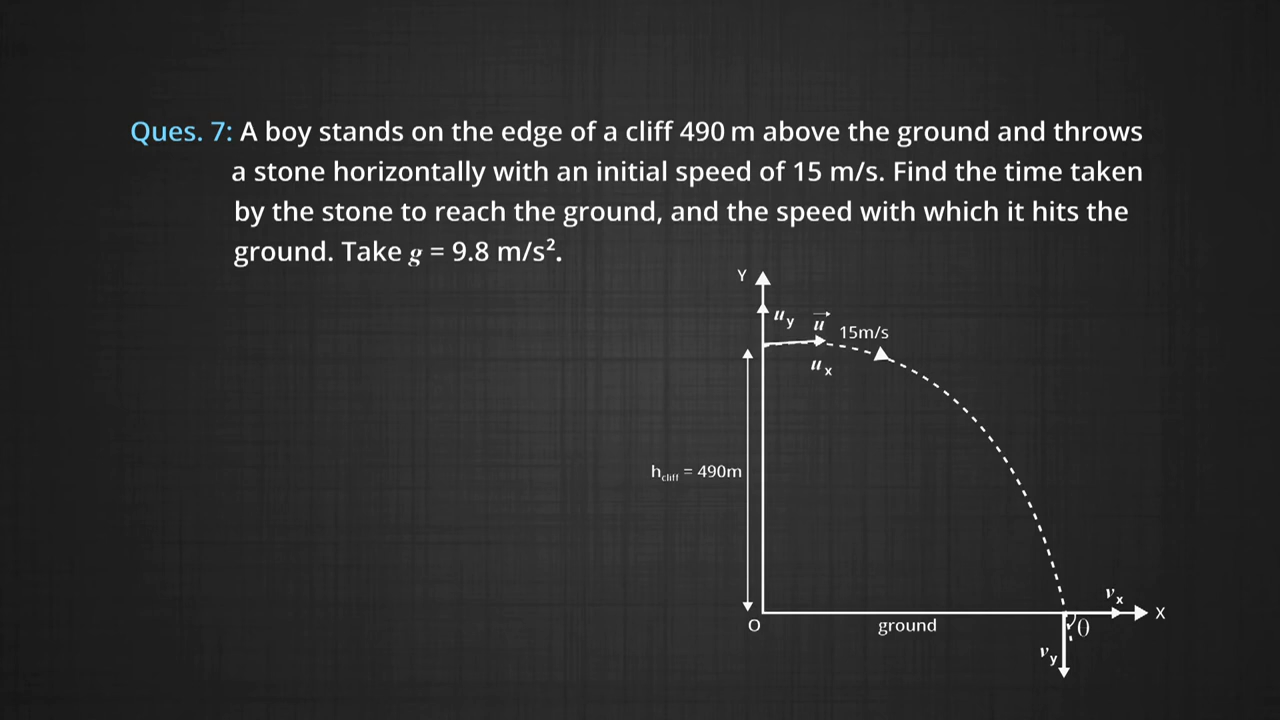 Ques. 7: A boy stands on the edge of a cliff 490 m above the ground and throws
a stone horizontally with an initial speed of 15 m/s. Find the time taken
by the stone to reach the ground, and the speed with which it hits the
ground. Take g = 9.8 m/s².
Y
uy u⃗ 15m/s
ux
hcliff = 490m
vx
X
O
ground
θ
vy